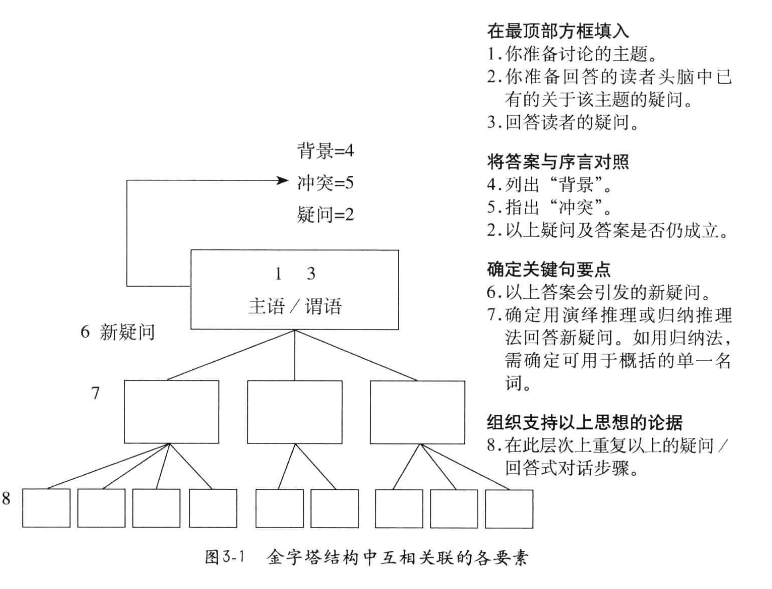 在最顶部方框填入
1.你准备讨论的主题。
2.你准备回答的读者头脑中已
有的关于该主题的疑问。
3.回答读者的疑问。
将答案与序言对照
4.列出“背景”。
5.指出“冲突”。
2.以上疑问及答案是否仍成立。
确定关键句要点
6.以上答案会引发的新疑问。
7.确定用演绎推理或归纳推理
法回答新疑问。如用归纳法，
需确定可用于概括的单一名
词。
组织支持以上思想的论据
8.在此层次上重复以上的疑问／
回答式对话步骤。
背景=4
冲突=5
疑问=2
1 3
主语／谓语
6 新疑问
7
8
图3-1 金字塔结构中互相关联的各要素